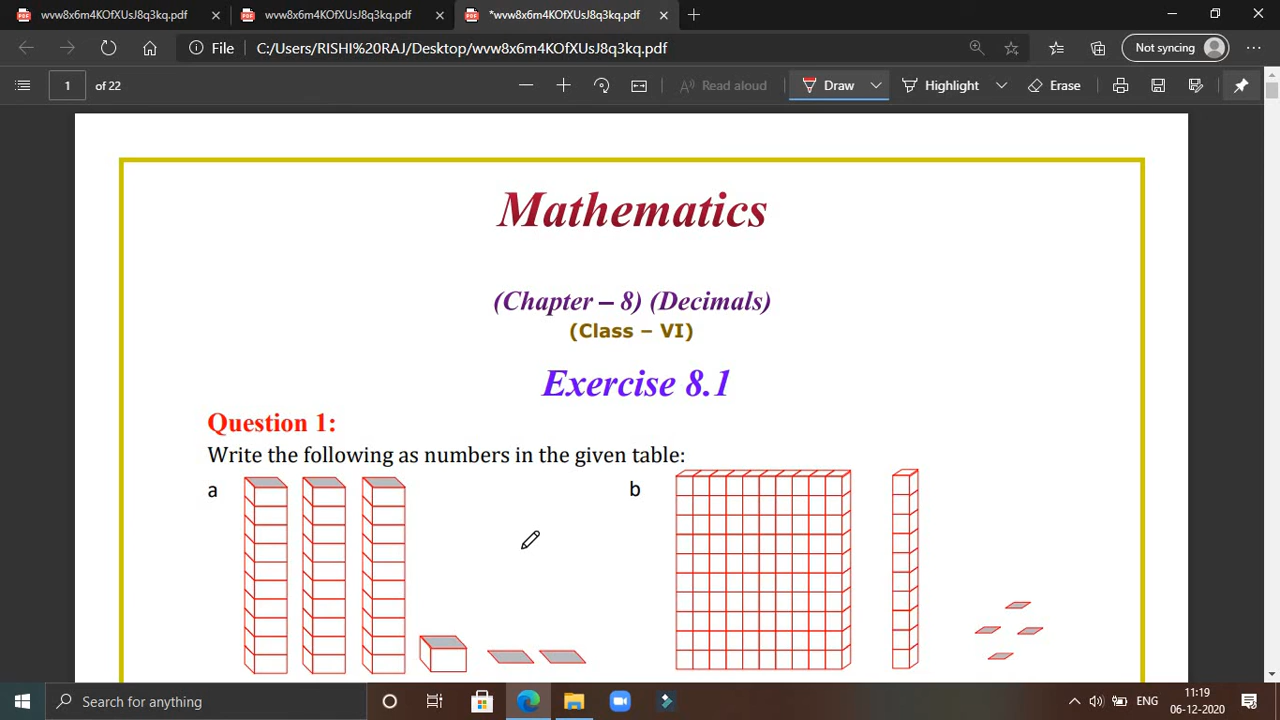 wvw8x6m4KOfXUsJ8q3kq.pdf
wvw8x6m4KOfXUsJ8q3kq.pdf
*wvw8x6m4KOfXUsJ8q3kq.pdf
File C:/Users/RISHI%20RAJ/Desktop/wvw8x6m4KOfXUsJ8q3kq.pdf
Not syncing
1 of 22
Read aloud
Draw
Highlight
Erase
Mathematics
(Chapter – 8) (Decimals)
(Class – VI)
Exercise 8.1
Question 1:
Write the following as numbers in the given table:
a
b
Search for anything
ENG
11:19
06-12-2020